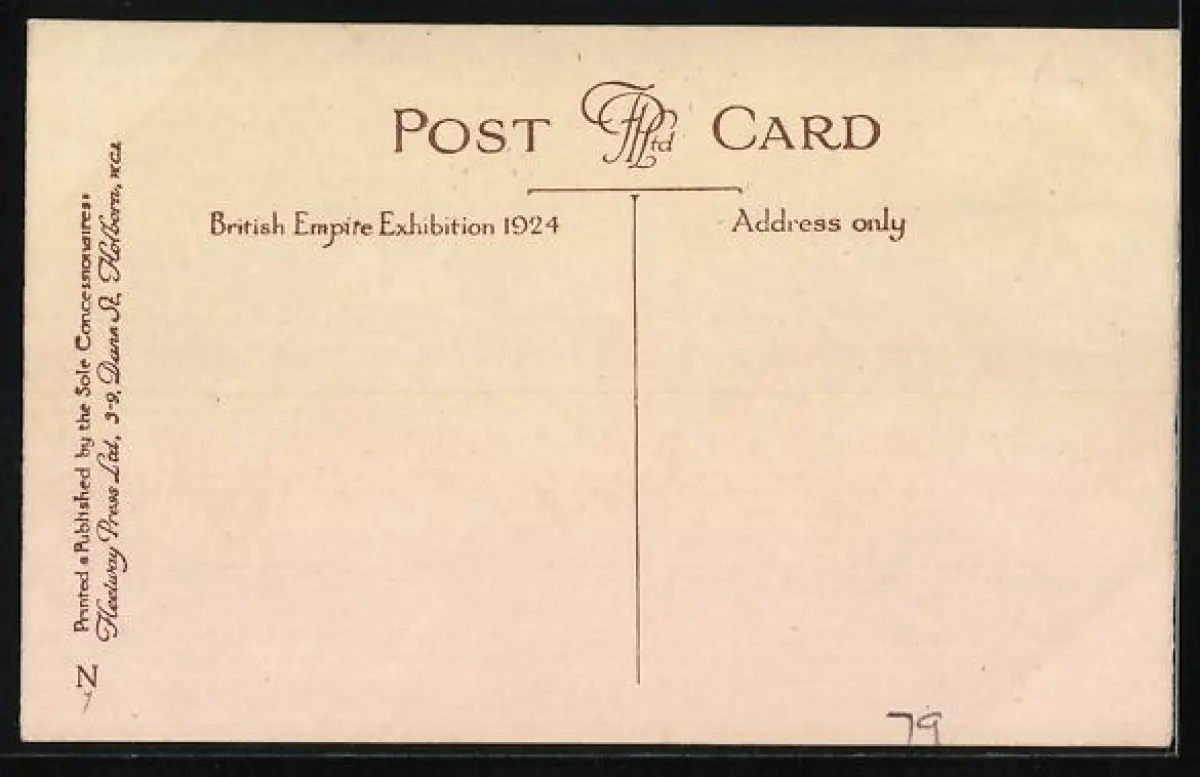 POST FPLtd CARD
British Empire Exhibition 1924
Address only
Printed & Published by the Sole Concessionaires:
Fleetway Press Ltd, 3-9, Dane St, Holborn, W.C.1.
Z
79